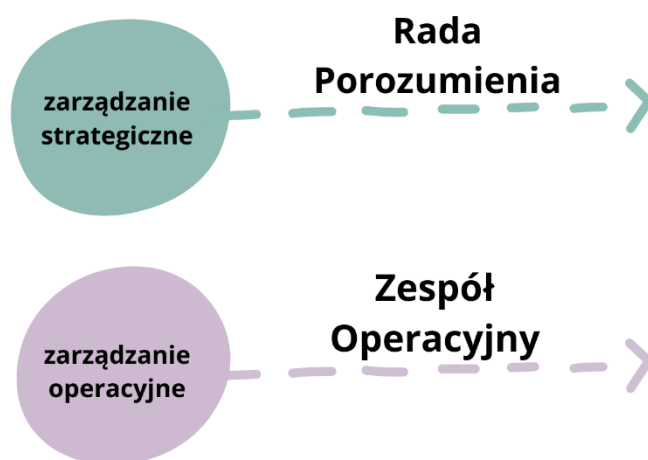 Rada
Porozumienia
zarządzanie
strategiczne
Zespół
Operacyjny
zarządzanie
operacyjne